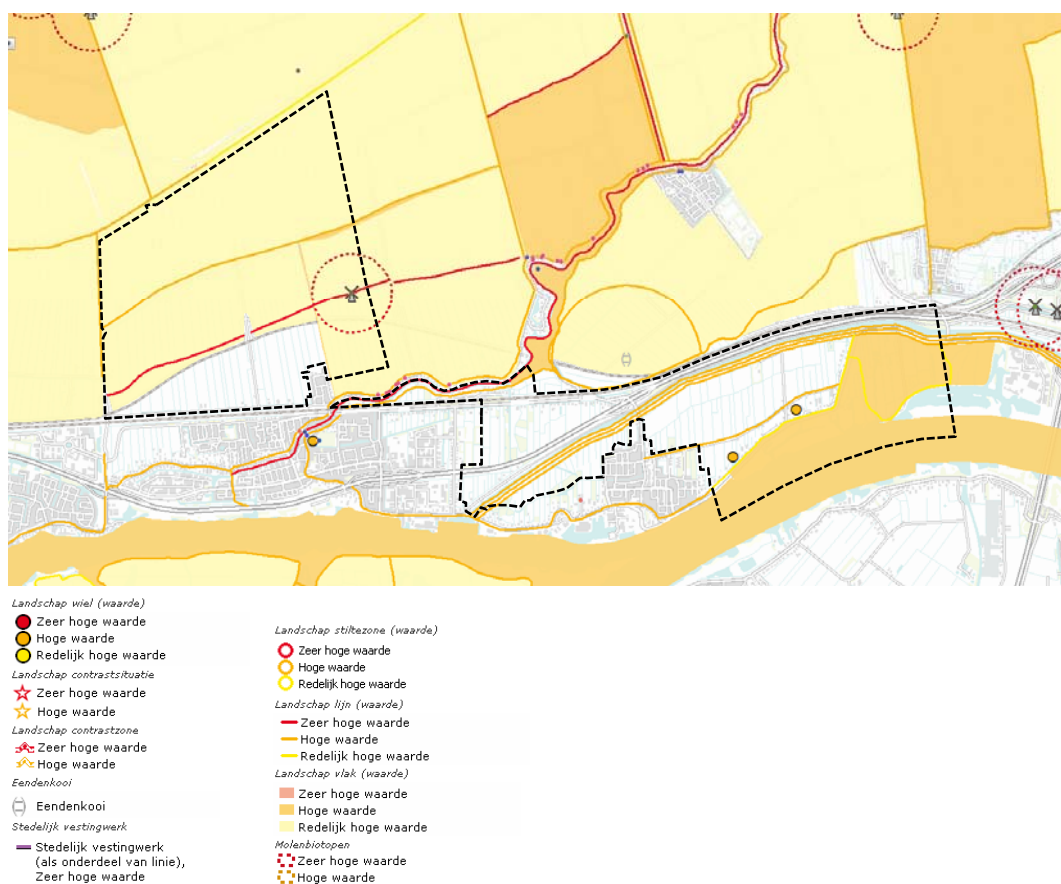 Landschap wiel (waarde)
Zeer hoge waarde
Hoge waarde
Redelijk hoge waarde
Landschap contrastsituatie
Zeer hoge waarde
Hoge waarde
Landschap contrastzone
Zeer hoge waarde
Hoge waarde
Eendenkooi
Eendenkooi
Stedelijk vestingwerk
Stedelijk vestingwerk
(als onderdeel van linie),
Zeer hoge waarde
Landschap stiltezone (waarde)
Zeer hoge waarde
Hoge waarde
Redelijk hoge waarde
Landschap lijn (waarde)
Zeer hoge waarde
Hoge waarde
Redelijk hoge waarde
Landschap vlak (waarde)
Zeer hoge waarde
Hoge waarde
Redelijk hoge waarde
Molenbiotopen
Zeer hoge waarde
Hoge waarde